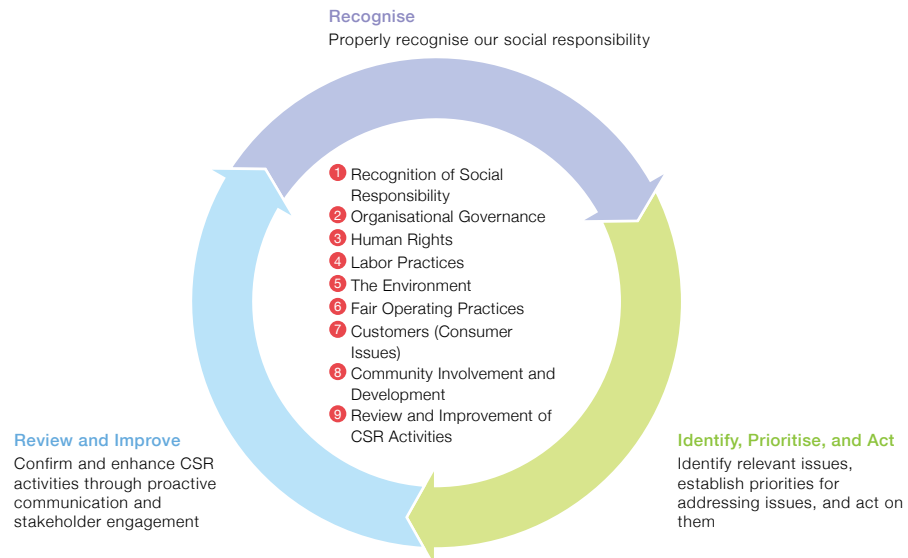 Recognise
Properly recognise our social responsibility
1 Recognition of Social
Responsibility
2 Organisational Governance
3 Human Rights
4 Labor Practices
5 The Environment
6 Fair Operating Practices
7 Customers (Consumer
Issues)
8 Community Involvement and
Development
9 Review and Improvement of
CSR Activities
Review and Improve
Confirm and enhance CSR
activities through proactive
communication and
stakeholder engagement
Identify, Prioritise, and Act
Identify relevant issues,
establish priorities for
addressing issues, and act on
them